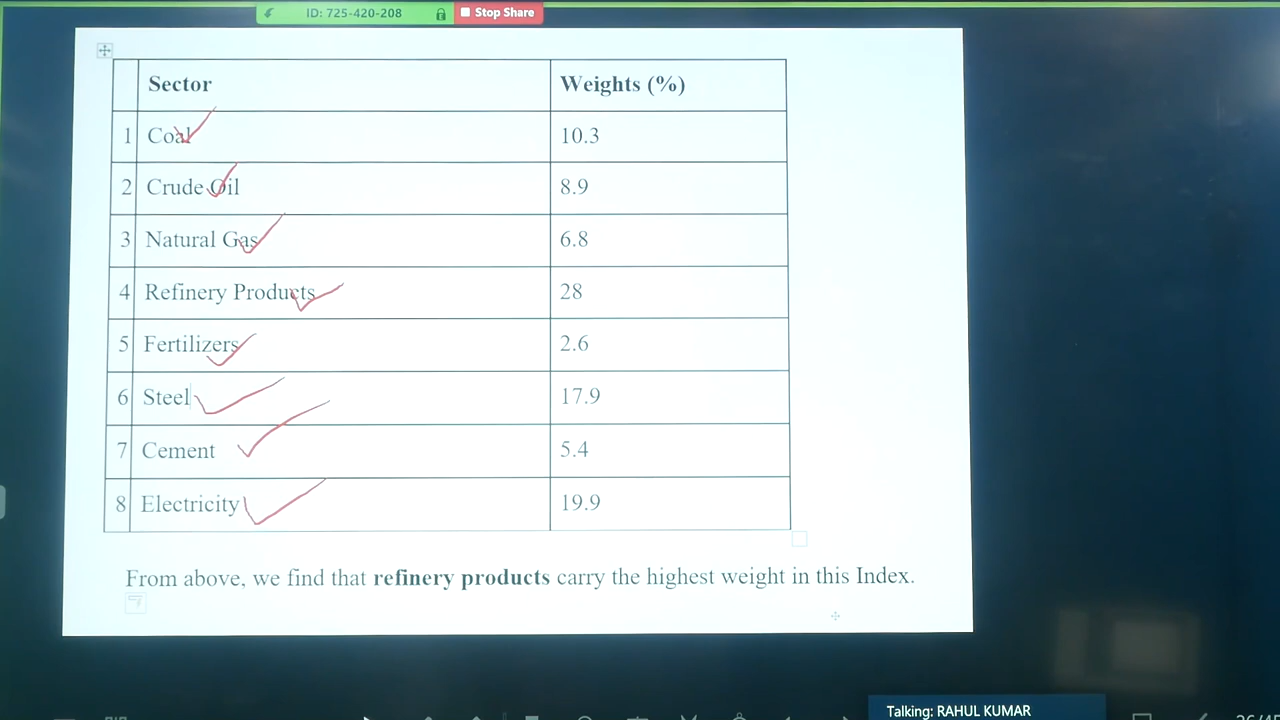 ID: 725-420-208 Stop Share
Sector Weights (%)
1 Coal 10.3
2 Crude Oil 8.9
3 Natural Gas 6.8
4 Refinery Products 28
5 Fertilizers 2.6
6 Steel 17.9
7 Cement 5.4
8 Electricity 19.9
From above, we find that refinery products carry the highest weight in this Index.
Talking: RAHUL KUMAR